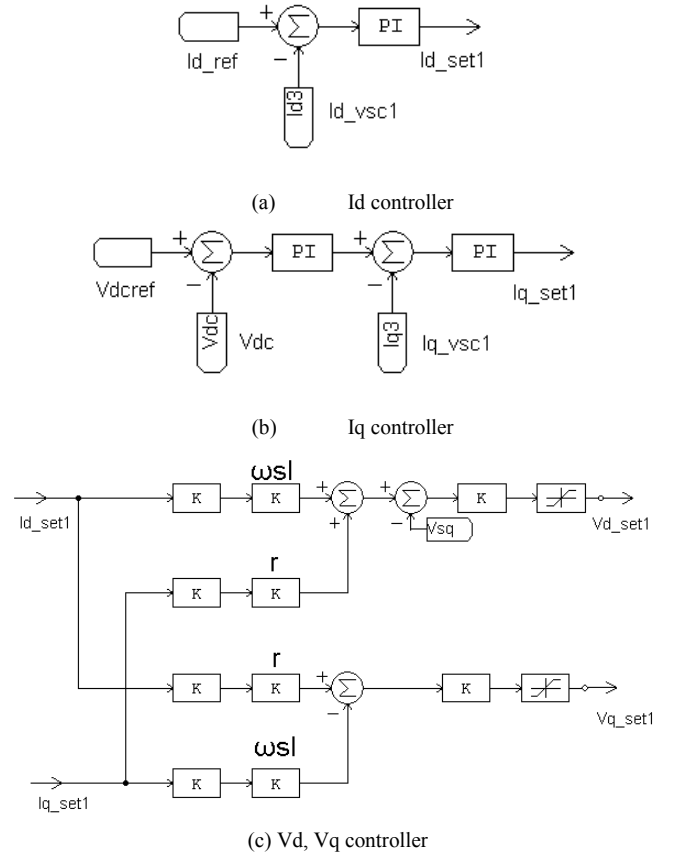 + Σ PI
Id_ref − Id_set1
Id3 Id_vsc1
(a) Id controller
+ Σ PI + Σ PI
Vdcref − − Iq_set1
Vdc Vdc Iq3 Iq_vsc1
(b) Iq controller
ωsl
K K + Σ + Σ K
Id_set1 + − Vsq Vd_set1
r
K K
r
K K + Σ K
− Vq_set1
ωsl
K K
Iq_set1
(c) Vd, Vq controller